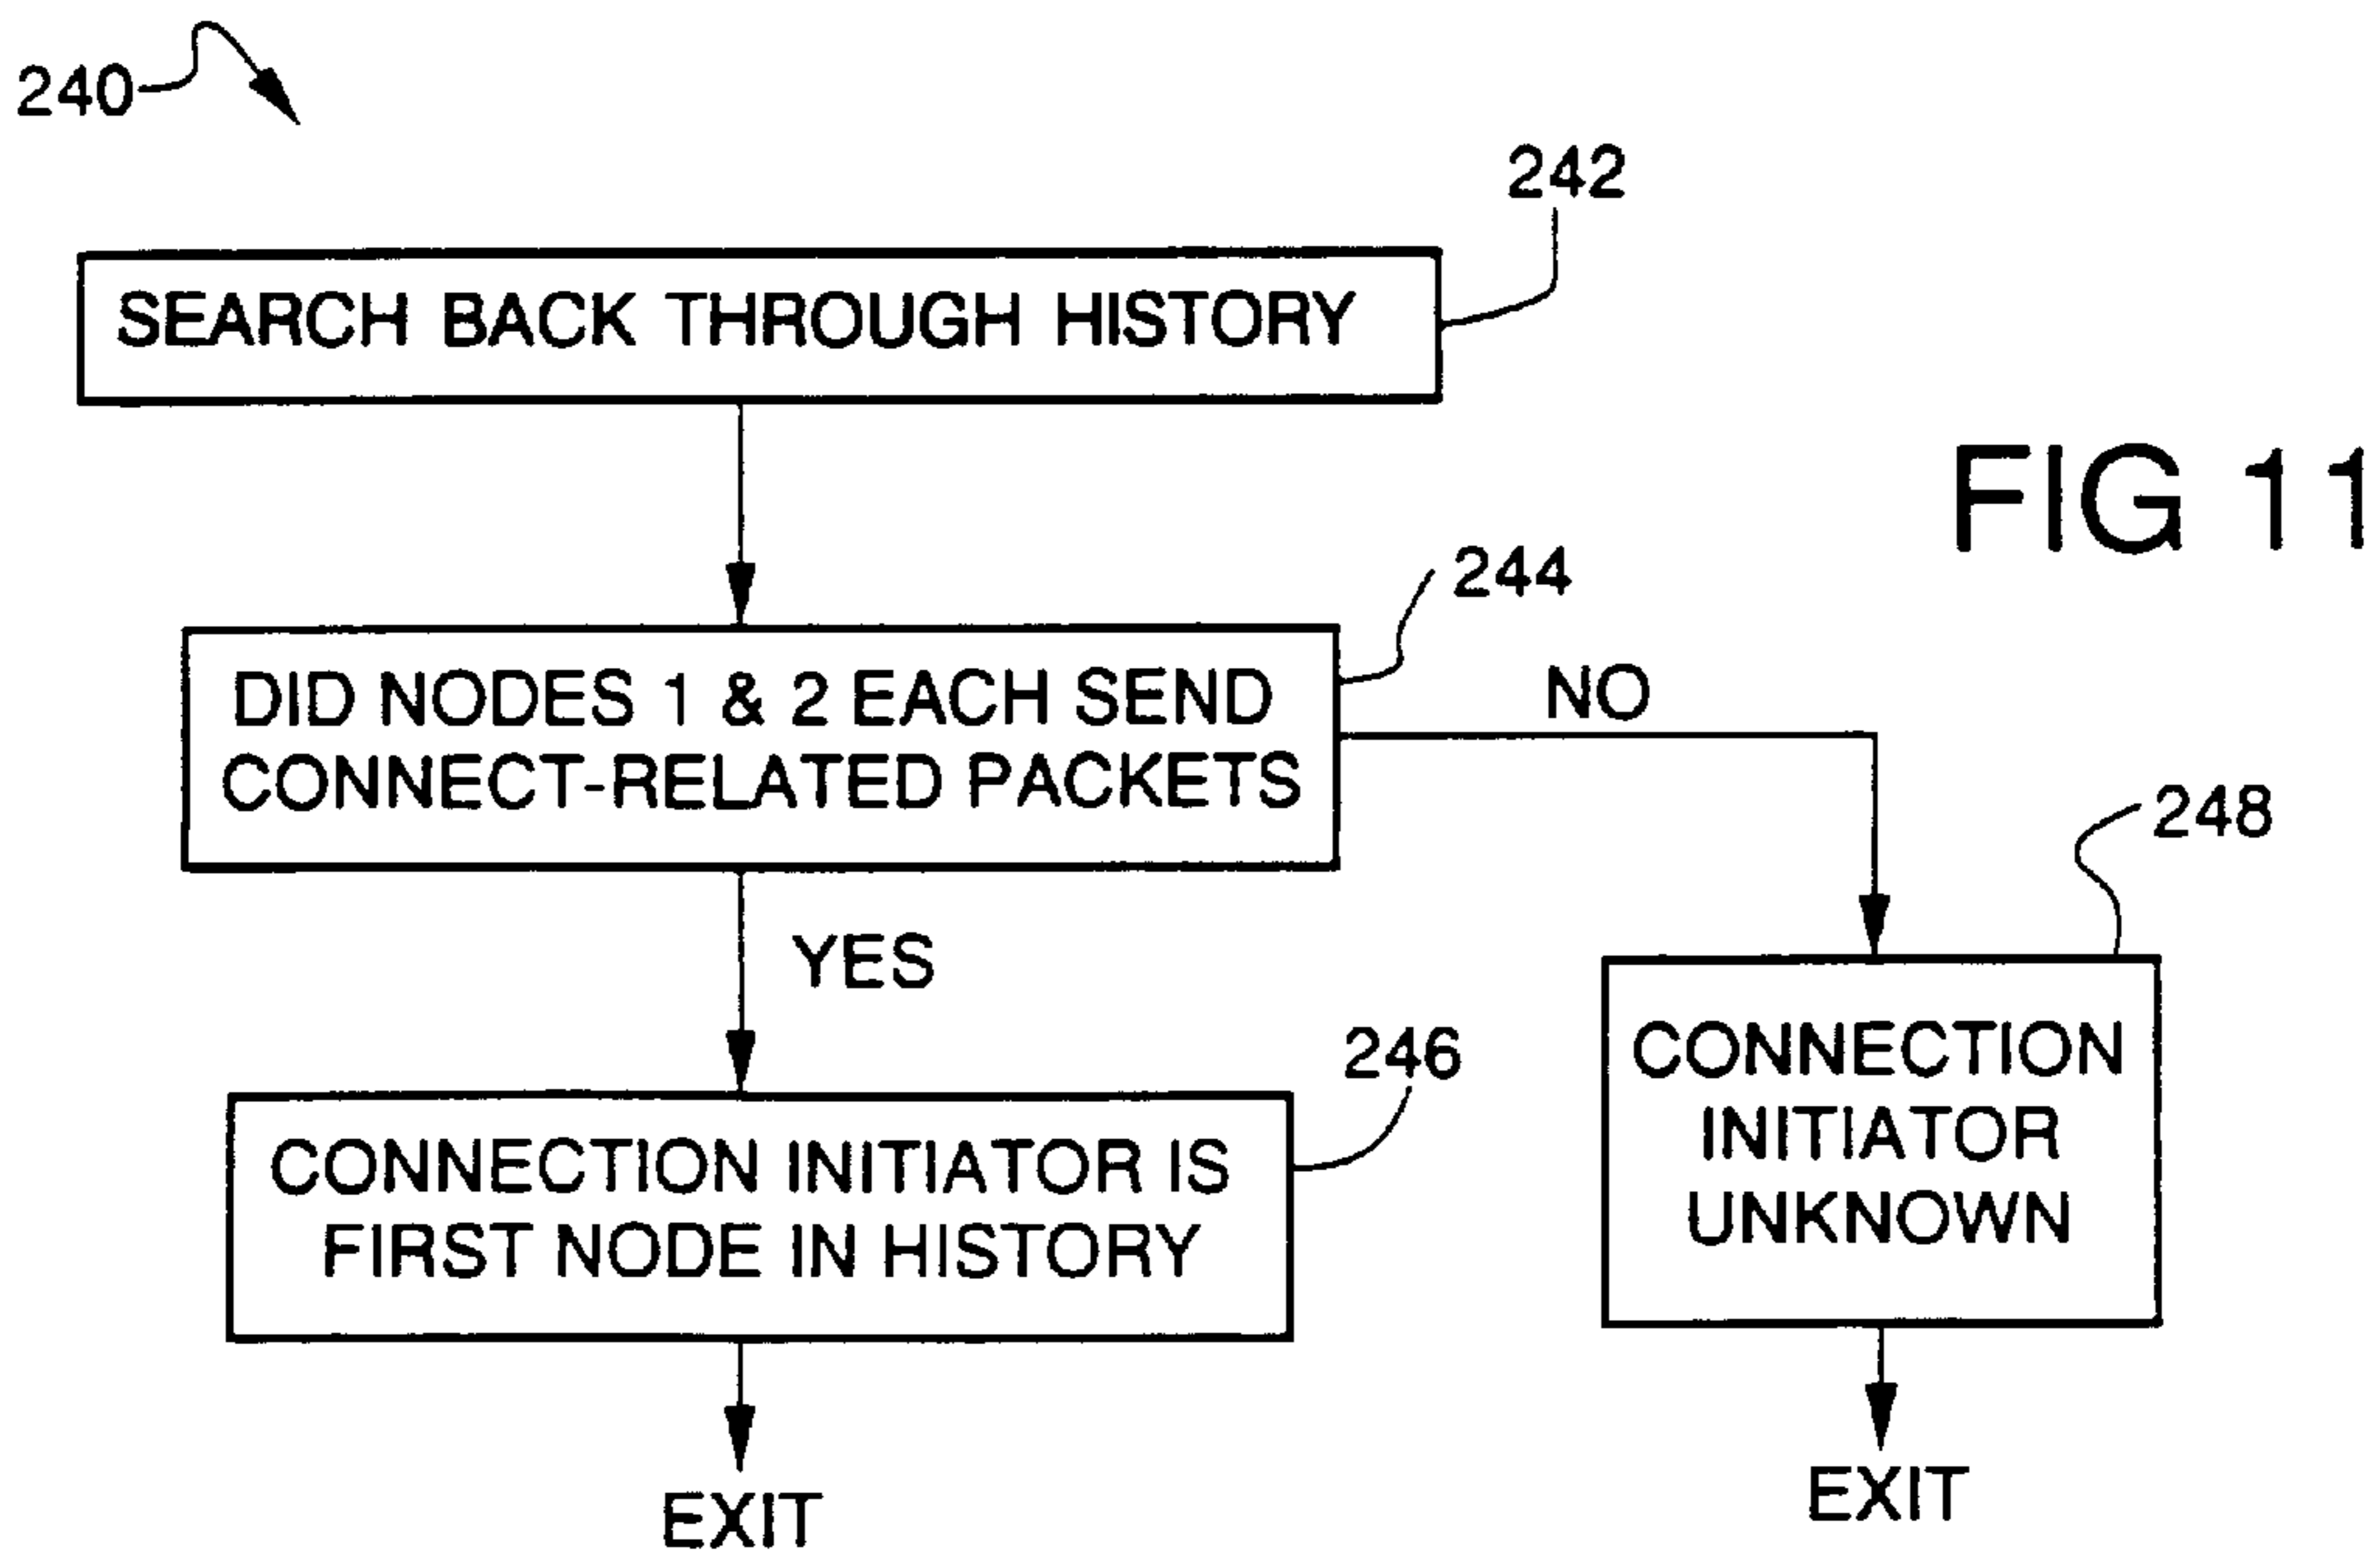 240
242
SEARCH BACK THROUGH HISTORY
FIG 11
244
DID NODES 1 & 2 EACH SEND
CONNECT-RELATED PACKETS
NO
248
YES
246
CONNECTION INITIATOR IS
FIRST NODE IN HISTORY
CONNECTION
INITIATOR
UNKNOWN
EXIT
EXIT